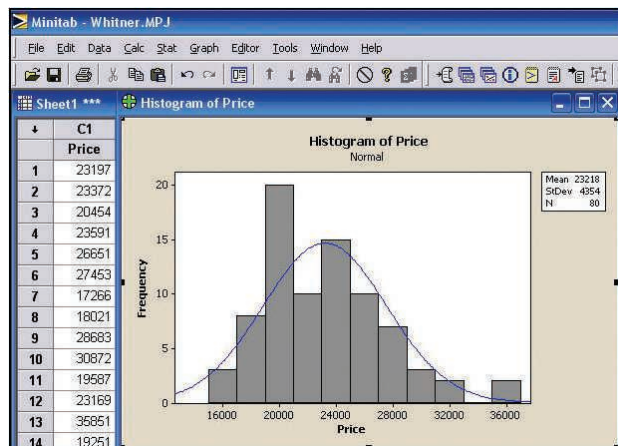 Minitab - Whitner.MPJ
File Edit Data Calc Stat Graph Editor Tools Window Help
Sheet1 ***
Histogram of Price
↓ C1
Price
1 23197
2 23372
3 20454
4 23591
5 26651
6 27453
7 17266
8 18021
9 28683
10 30872
11 19587
12 23169
13 35851
14 19251
Histogram of Price
Normal
Mean 23218
StDev 4354
N 80
Frequency
20
15
10
5
0
16000 20000 24000 28000 32000 36000
Price